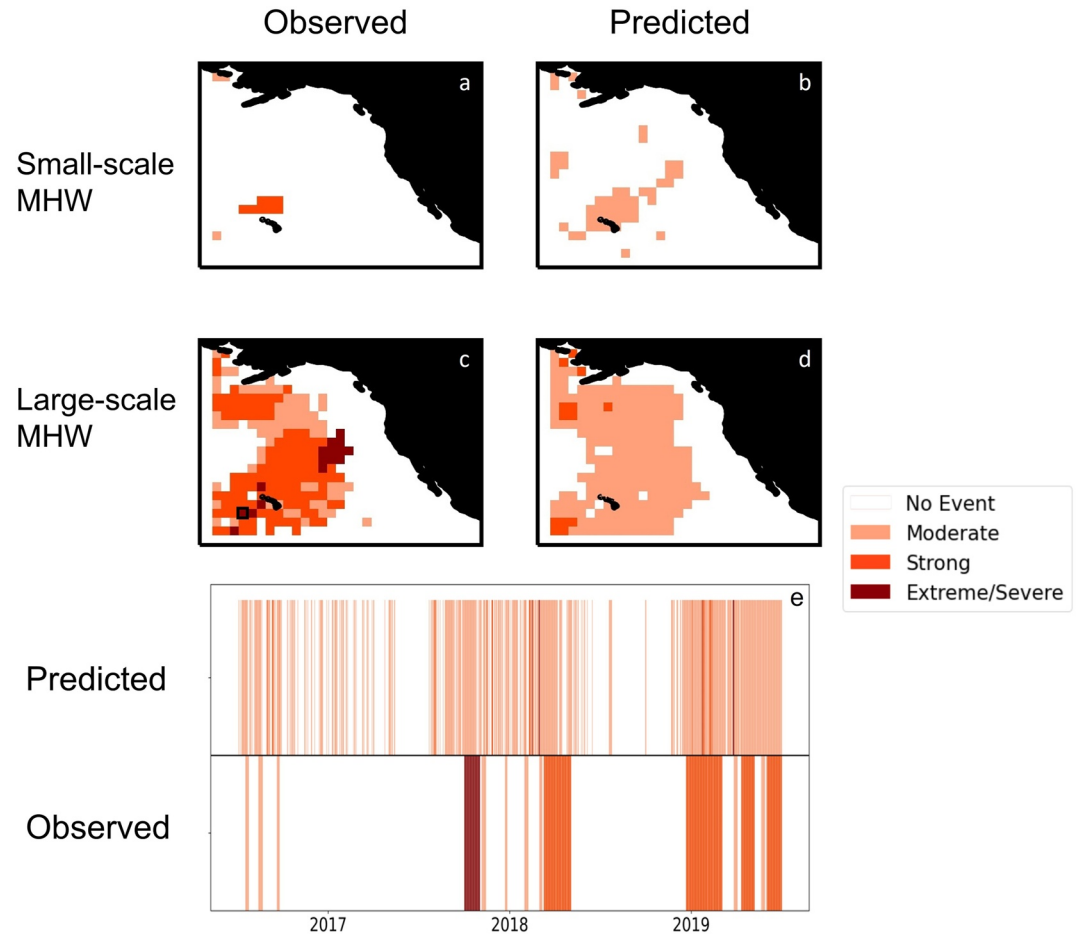 Observed
Predicted
a
b
Small-scale
MHW
c
d
Large-scale
MHW
No Event
Moderate
Strong
Extreme/Severe
e
Predicted
Observed
2017
2018
2019